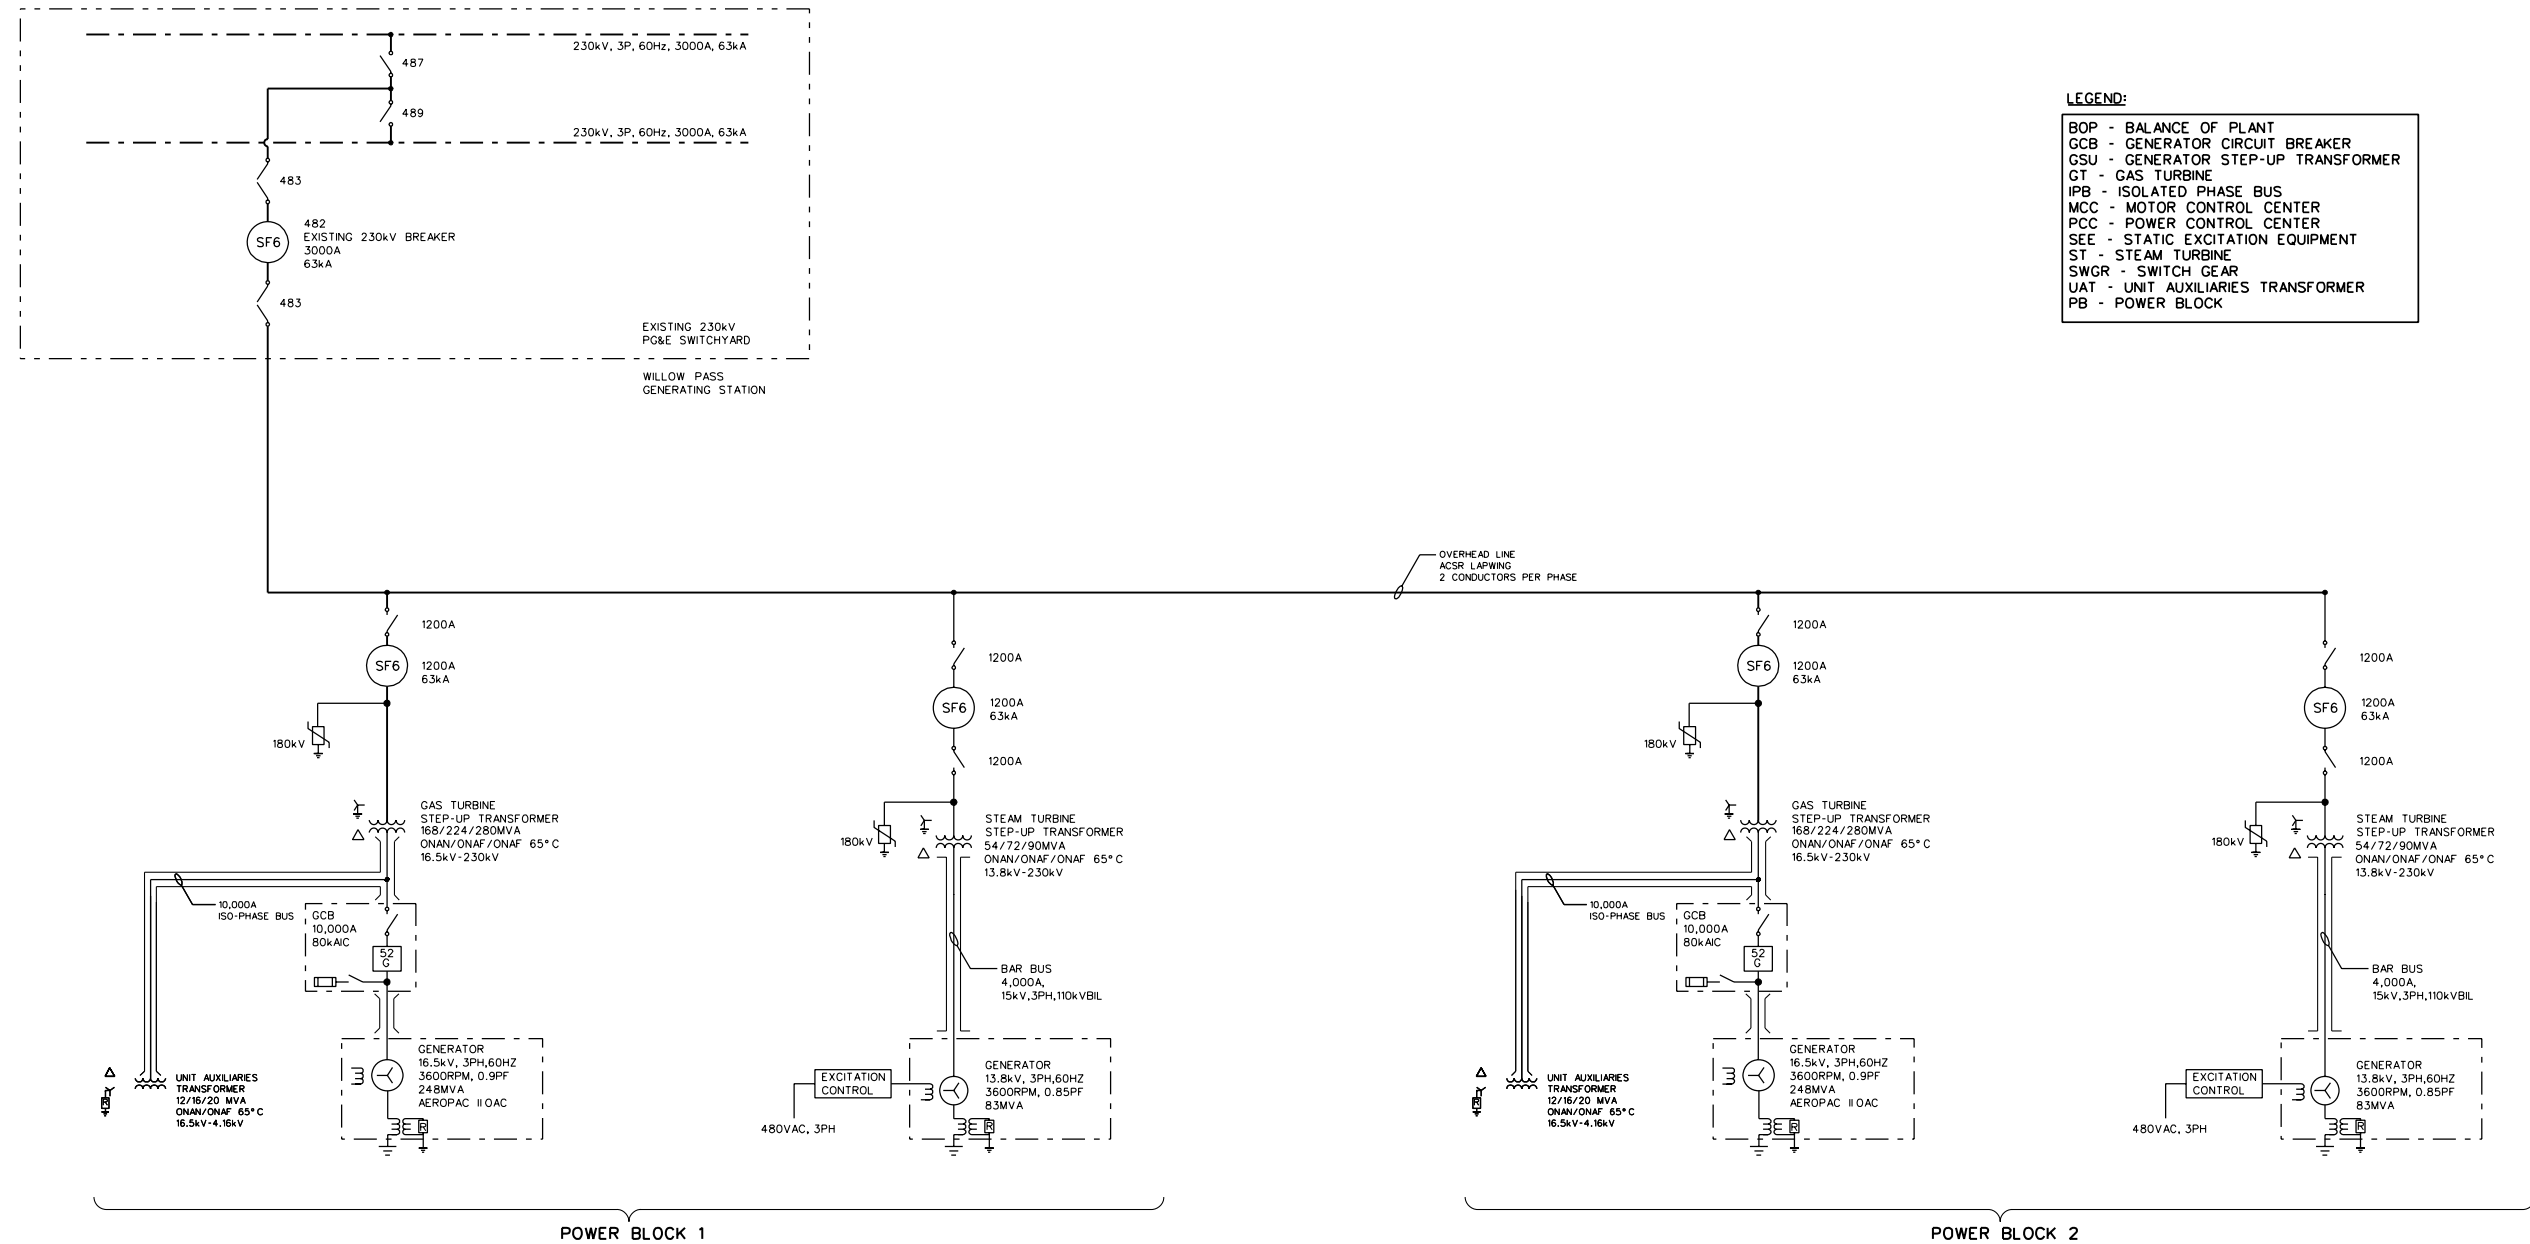 230kV, 3P, 60Hz, 3000A, 63kA
487
489
230kV, 3P, 60Hz, 3000A, 63kA
483
SF6
482
EXISTING 230kV BREAKER
3000A
63kA
483
EXISTING 230kV
PG&E SWITCHYARD
WILLOW PASS
GENERATING STATION
LEGEND:
BOP - BALANCE OF PLANT
GCB - GENERATOR CIRCUIT BREAKER
GSU - GENERATOR STEP-UP TRANSFORMER
GT - GAS TURBINE
IPB - ISOLATED PHASE BUS
MCC - MOTOR CONTROL CENTER
PCC - POWER CONTROL CENTER
SEE - STATIC EXCITATION EQUIPMENT
ST - STEAM TURBINE
SWGR - SWITCH GEAR
UAT - UNIT AUXILIARIES TRANSFORMER
PB - POWER BLOCK
OVERHEAD LINE
ACSR LAPWING
2 CONDUCTORS PER PHASE
1200A
SF6
1200A
63kA
180kV
GAS TURBINE
STEP-UP TRANSFORMER
168/224/280MVA
ONAN/ONAF/ONAF 65°C
16.5kV-230kV
10,000A
ISO-PHASE BUS
GCB
10,000A
80kAIC
52
G
GENERATOR
16.5kV, 3PH,60HZ
3600RPM, 0.9PF
248MVA
AEROPAC II OAC
R
R
UNIT AUXILIARIES
TRANSFORMER
12/16/20 MVA
ONAN/ONAF 65°C
16.5kV-4.16kV
1200A
SF6
1200A
63kA
1200A
180kV
STEAM TURBINE
STEP-UP TRANSFORMER
54/72/90MVA
ONAN/ONAF/ONAF 65°C
13.8kV-230kV
BAR BUS
4,000A,
15kV,3PH,110kVBIL
EXCITATION
CONTROL
480VAC, 3PH
GENERATOR
13.8kV, 3PH,60HZ
3600RPM, 0.85PF
83MVA
R
POWER BLOCK 1
1200A
SF6
1200A
63kA
180kV
GAS TURBINE
STEP-UP TRANSFORMER
168/224/280MVA
ONAN/ONAF/ONAF 65°C
16.5kV-230kV
10,000A
ISO-PHASE BUS
GCB
10,000A
80kAIC
52
G
GENERATOR
16.5kV, 3PH,60HZ
3600RPM, 0.9PF
248MVA
AEROPAC II OAC
R
R
UNIT AUXILIARIES
TRANSFORMER
12/16/20 MVA
ONAN/ONAF 65°C
16.5kV-4.16kV
1200A
SF6
1200A
63kA
1200A
180kV
STEAM TURBINE
STEP-UP TRANSFORMER
54/72/90MVA
ONAN/ONAF/ONAF 65°C
13.8kV-230kV
BAR BUS
4,000A,
15kV,3PH,110kVBIL
EXCITATION
CONTROL
480VAC, 3PH
GENERATOR
13.8kV, 3PH,60HZ
3600RPM, 0.85PF
83MVA
R
POWER BLOCK 2